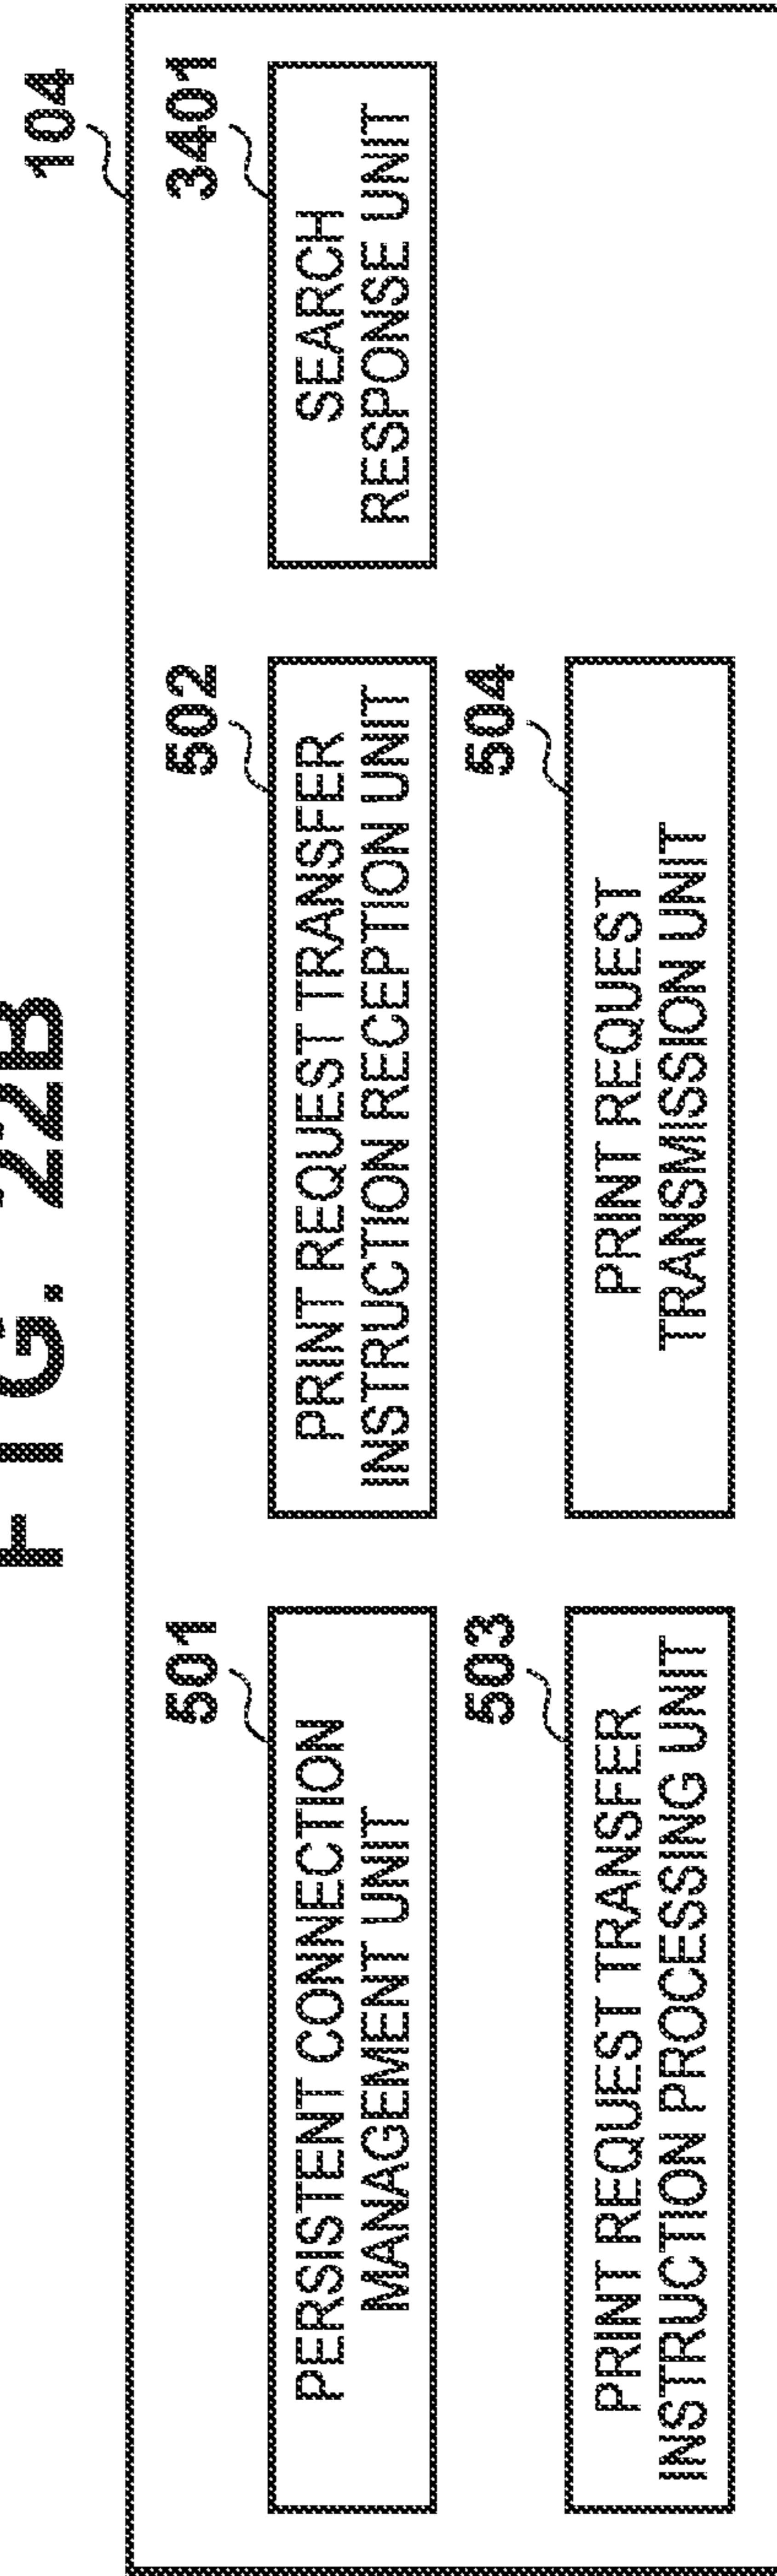 FIG. 22B
104
501
PERSISTENT CONNECTION
MANAGEMENT UNIT
502
PRINT REQUEST TRANSFER
INSTRUCTION RECEPTION UNIT
3401
SEARCH
RESPONSE UNIT
503
PRINT REQUEST TRANSFER
INSTRUCTION PROCESSING UNIT
504
PRINT REQUEST
TRANSMISSION UNIT